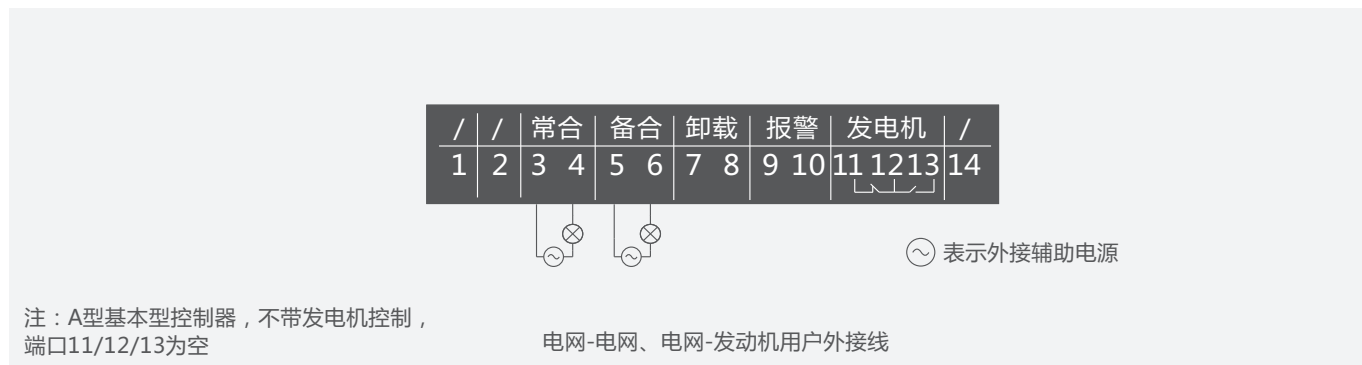 / / 常合 备合 卸载 报警 发电机 /
1 2 3 4 5 6 7 8 9 10 11 12 13 14
表示外接辅助电源
注：A型基本型控制器，不带发电机控制，
端口11/12/13为空
电网-电网、电网-发动机用户外接线